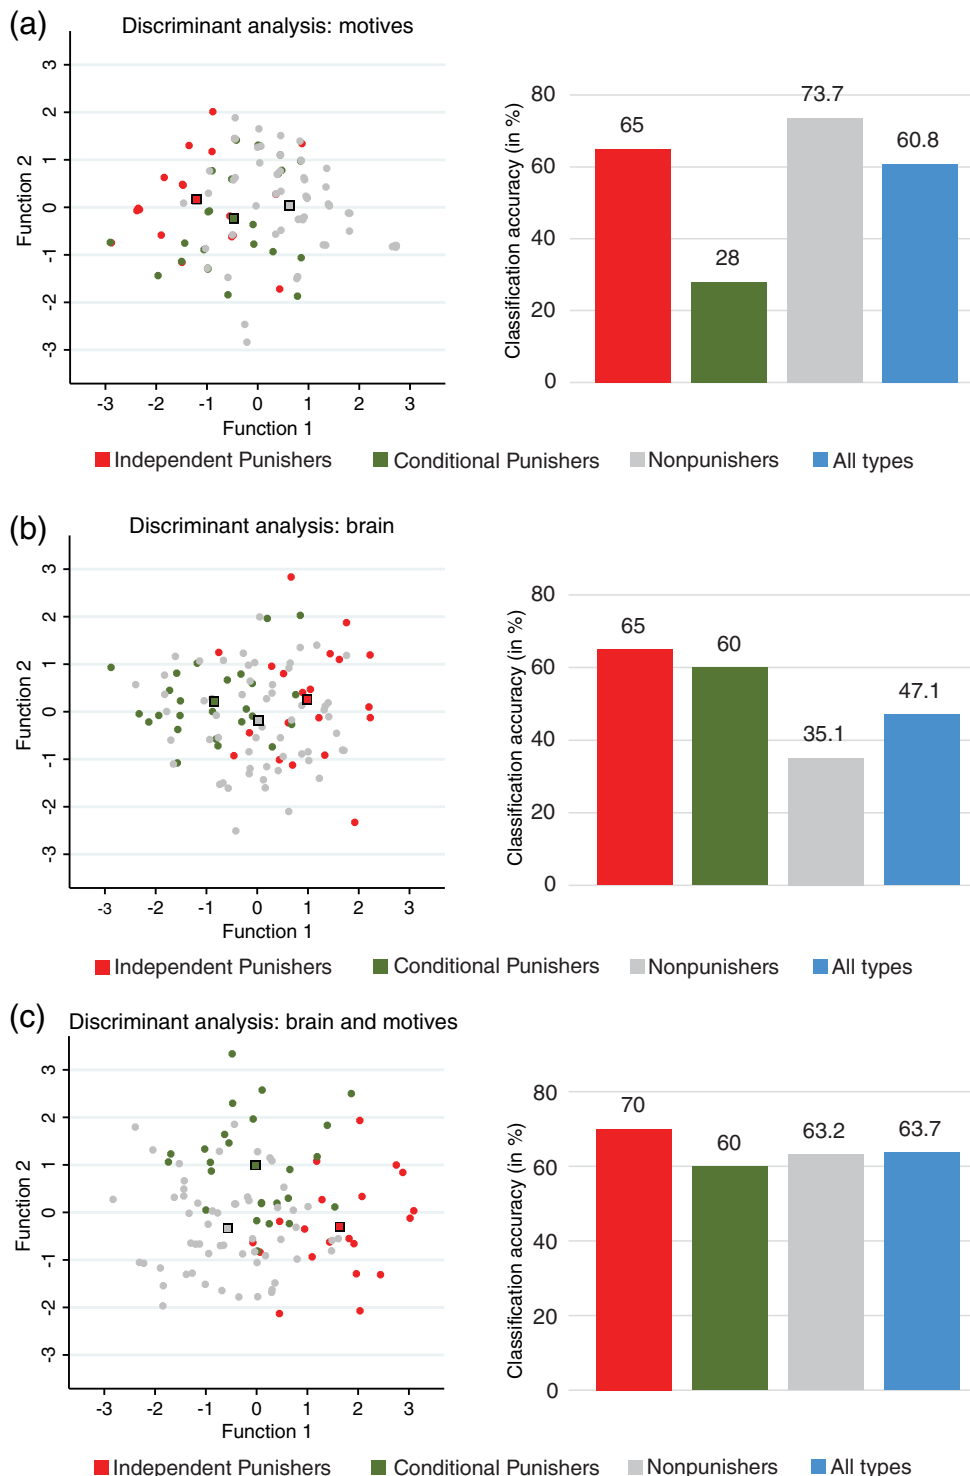 (a)
Discriminant analysis: motives
Function 2
3
2
1
0
-1
-2
-3
-3 -2 -1 0 1 2 3
Function 1
Classification accuracy (in %)
80
60
40
20
0
65
28
73.7
60.8
Independent Punishers Conditional Punishers Nonpunishers All types
(b)
Discriminant analysis: brain
Function 2
3
2
1
0
-1
-2
-3
-3 -2 -1 0 1 2 3
Function 1
Classification accuracy (in %)
80
60
40
20
0
65
60
35.1
47.1
Independent Punishers Conditional Punishers Nonpunishers All types
(c)
Discriminant analysis: brain and motives
Function 2
3
2
1
0
-1
-2
-3
-3 -2 -1 0 1 2 3
Function 1
Classification accuracy (in %)
80
60
40
20
0
70
60
63.2
63.7
Independent Punishers Conditional Punishers Nonpunishers All types